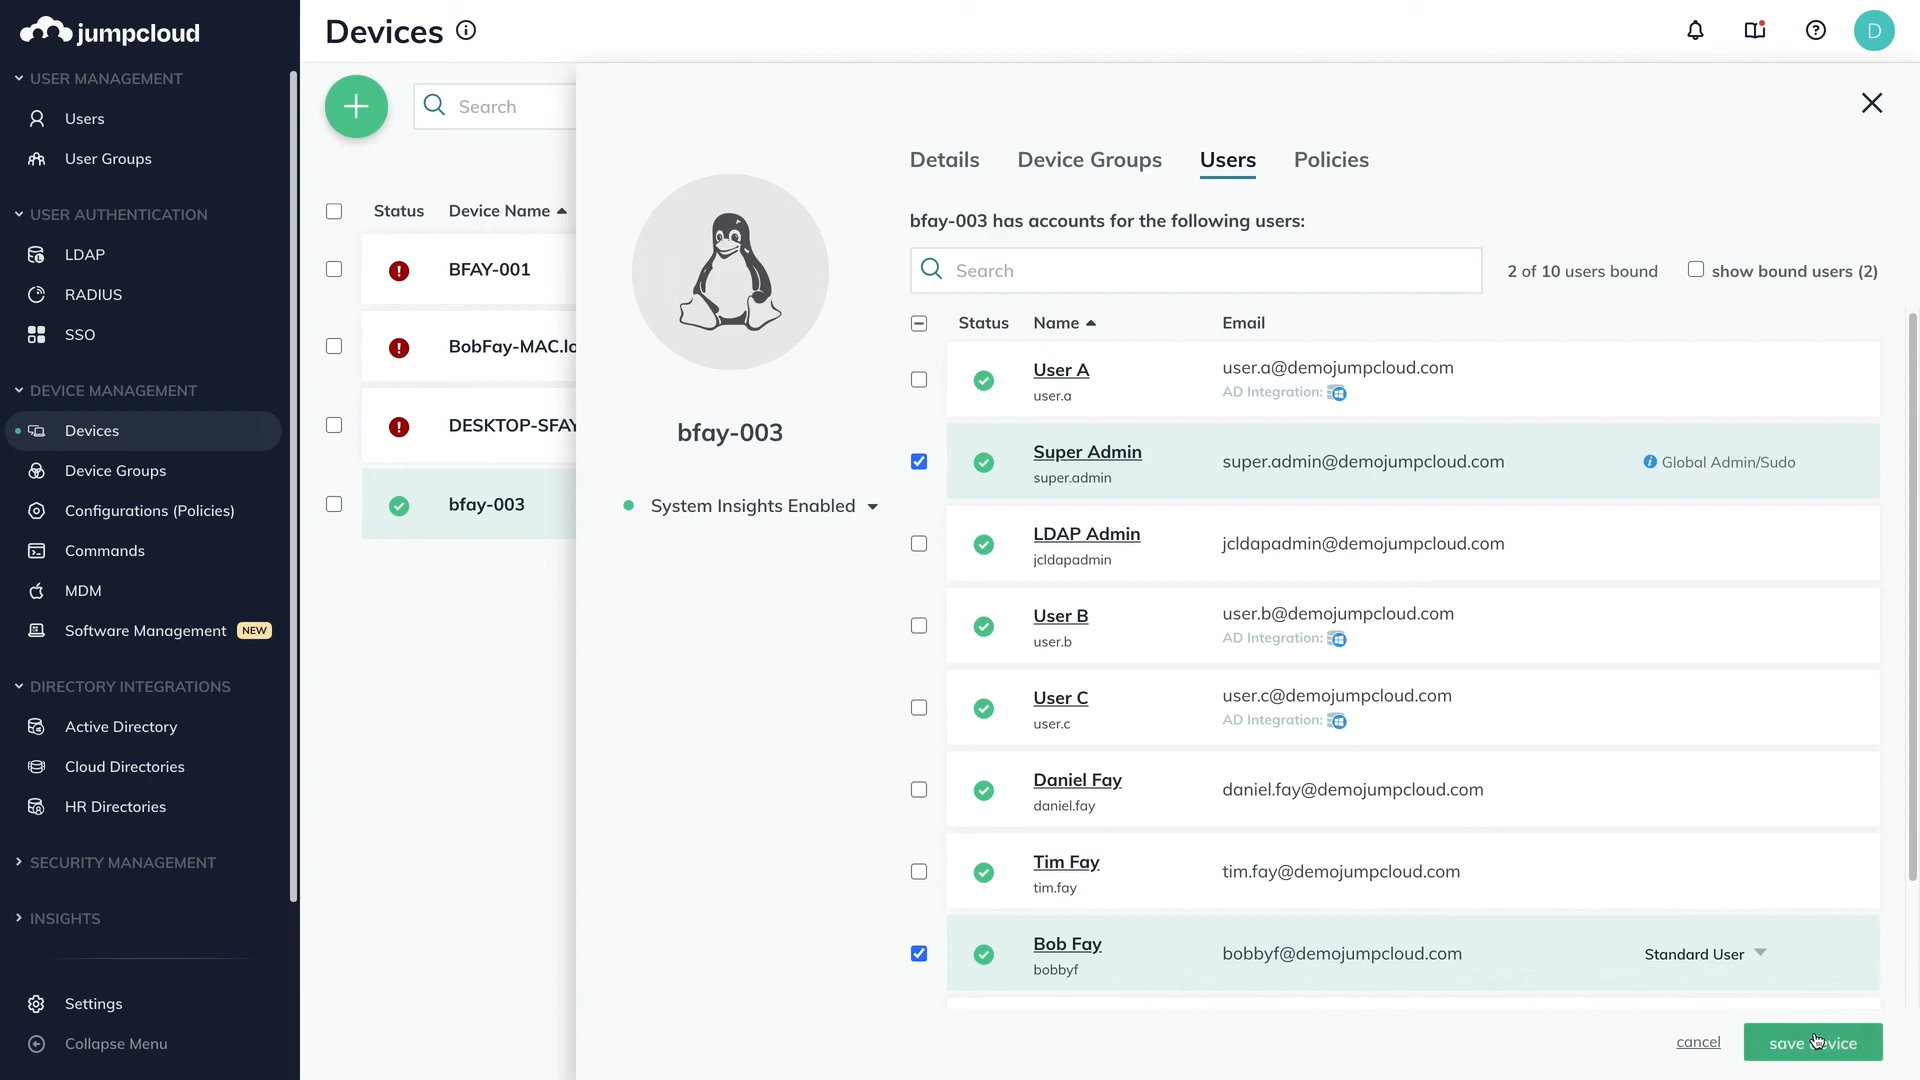 jumpcloud
USER MANAGEMENT
Users
User Groups
USER AUTHENTICATION
LDAP
RADIUS
SSO
DEVICE MANAGEMENT
Devices
Device Groups
Configurations (Policies)
Commands
MDM
Software Management NEW
DIRECTORY INTEGRATIONS
Active Directory
Cloud Directories
HR Directories
SECURITY MANAGEMENT
INSIGHTS
Settings
Collapse Menu
Devices
D
Search
Status Device Name
BFAY-001
BobFay-MAC.lo
DESKTOP-SFAY
bfay-003
bfay-003
System Insights Enabled
Details Device Groups Users Policies
bfay-003 has accounts for the following users:
Search 2 of 10 users bound show bound users (2)
Status Name Email
User A user.a@demojumpcloud.com
user.a AD Integration:
Super Admin super.admin@demojumpcloud.com Global Admin/Sudo
super.admin
LDAP Admin jcldapadmin@demojumpcloud.com
jcldapadmin
User B user.b@demojumpcloud.com
user.b AD Integration:
User C user.c@demojumpcloud.com
user.c AD Integration:
Daniel Fay daniel.fay@demojumpcloud.com
daniel.fay
Tim Fay tim.fay@demojumpcloud.com
tim.fay
Bob Fay bobbyf@demojumpcloud.com Standard User
bobbyf
cancel save device